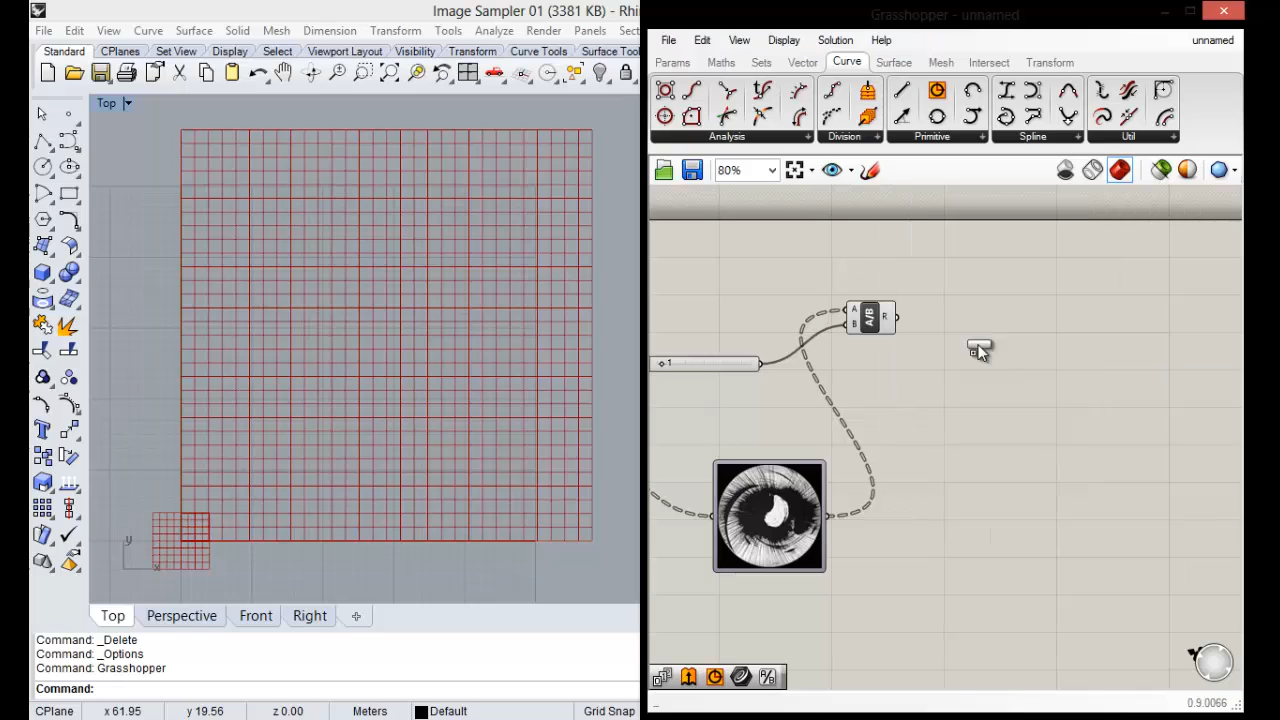 Image Sampler 01 (3381 KB) - Rhi
File Edit View Curve Surface Solid Mesh Dimension Transform Tools Analyze Render Panels
Standard CPlanes Set View Display Select Viewport Layout Visibility Transform Curve Tools Surface Tool
Top
y
x
Top Perspective Front Right
Command: _Delete
Command: _Options
Command: Grasshopper
Command:
CPlane x 61.95 y 19.56 z 0.00 Meters Default Grid Snap
Grasshopper - unnamed
File Edit View Display Solution Help unnamed
Params Maths Sets Vector Curve Surface Mesh Intersect Transform
Analysis Division Primitive Spline Util
80%
A
B
A/B
R
1
A/B
0.9.0066